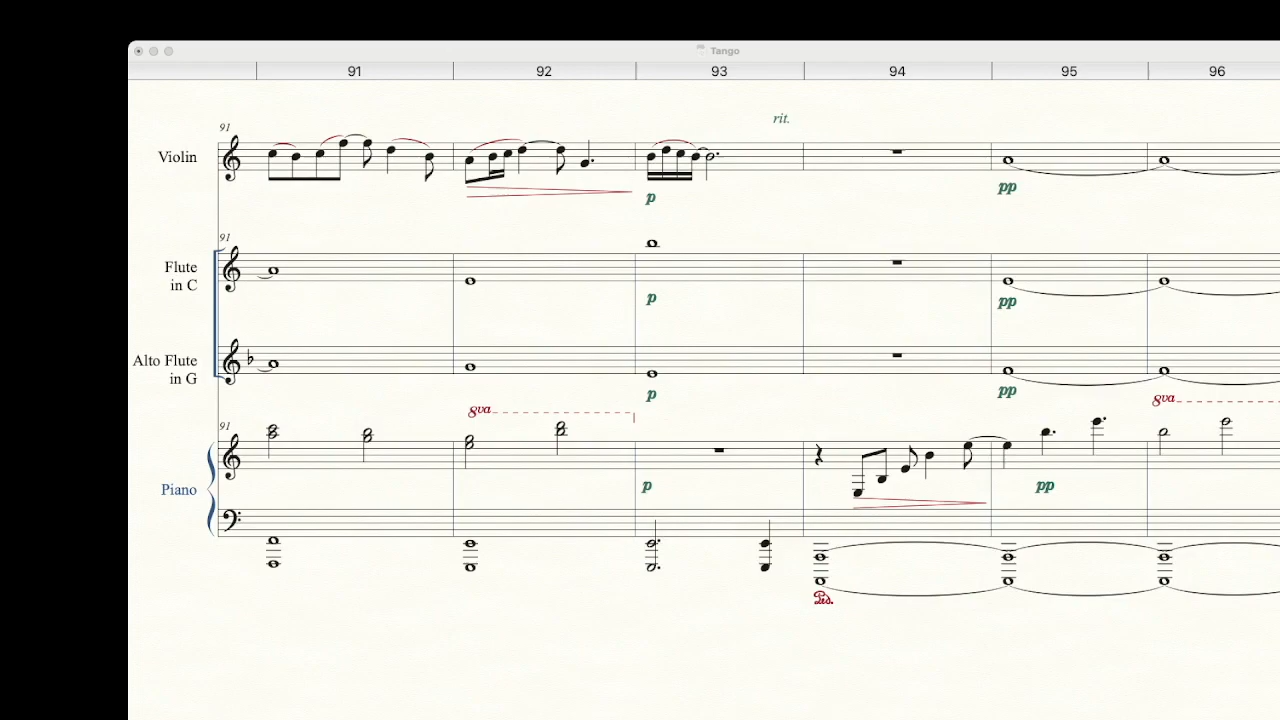 Tango
91 92 93 94 95 96
rit.
91
Violin
pp
p
91
Flute
in C
p
pp
Alto Flute
in G
p
pp
8va
8va
91
Piano
p
pp
Ped.